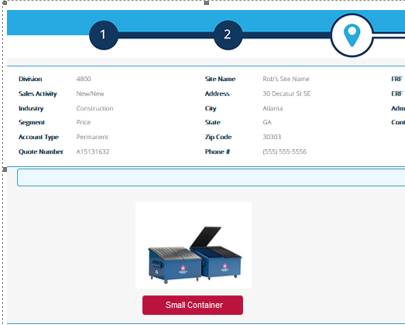 1 2
Division 4800 Site Name Rob's Site Name FRF
Sales Activity New/New Address 30 Decatur St SE ERF
Industry Construction City Atlanta Adm
Segment Price State GA Cont
Account Type Permanent Zip Code 30303
Quote Number A15131632 Phone # (555) 555-5556
Small Container